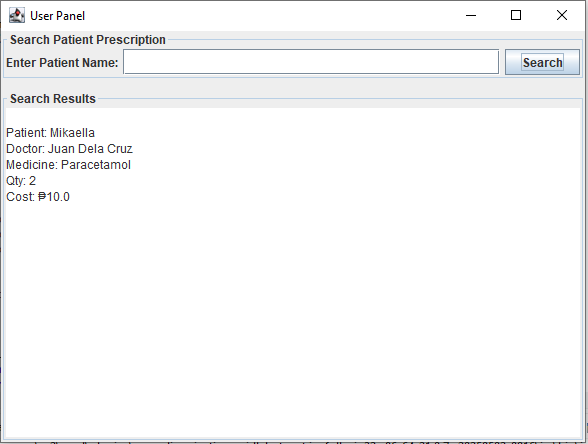 User Panel
Search Patient Prescription
Enter Patient Name: Search
Search Results
Patient: Mikaella
Doctor: Juan Dela Cruz
Medicine: Paracetamol
Qty: 2
Cost: ₱10.0